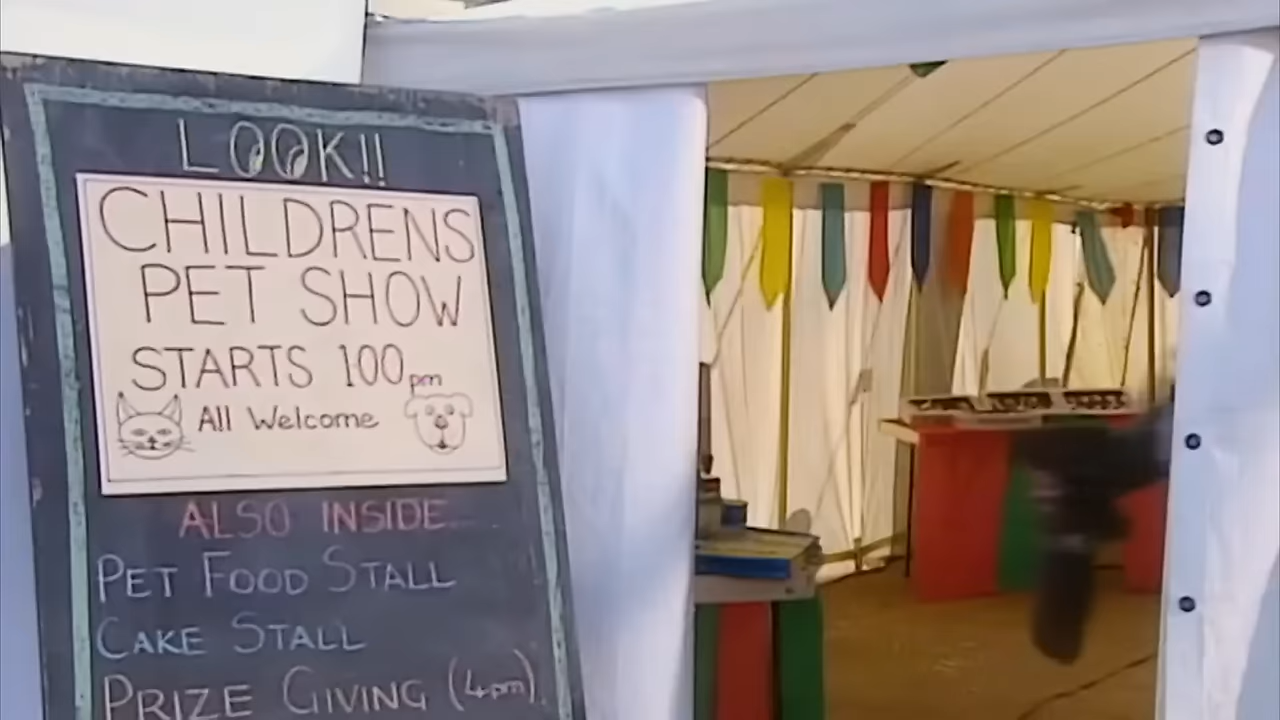 LOOK!!
CHILDRENS
PET SHOW
STARTS 100pm
All Welcome
ALSO INSIDE
PET FOOD STALL
CAKE STALL
PRIZE GIVING (4pm)